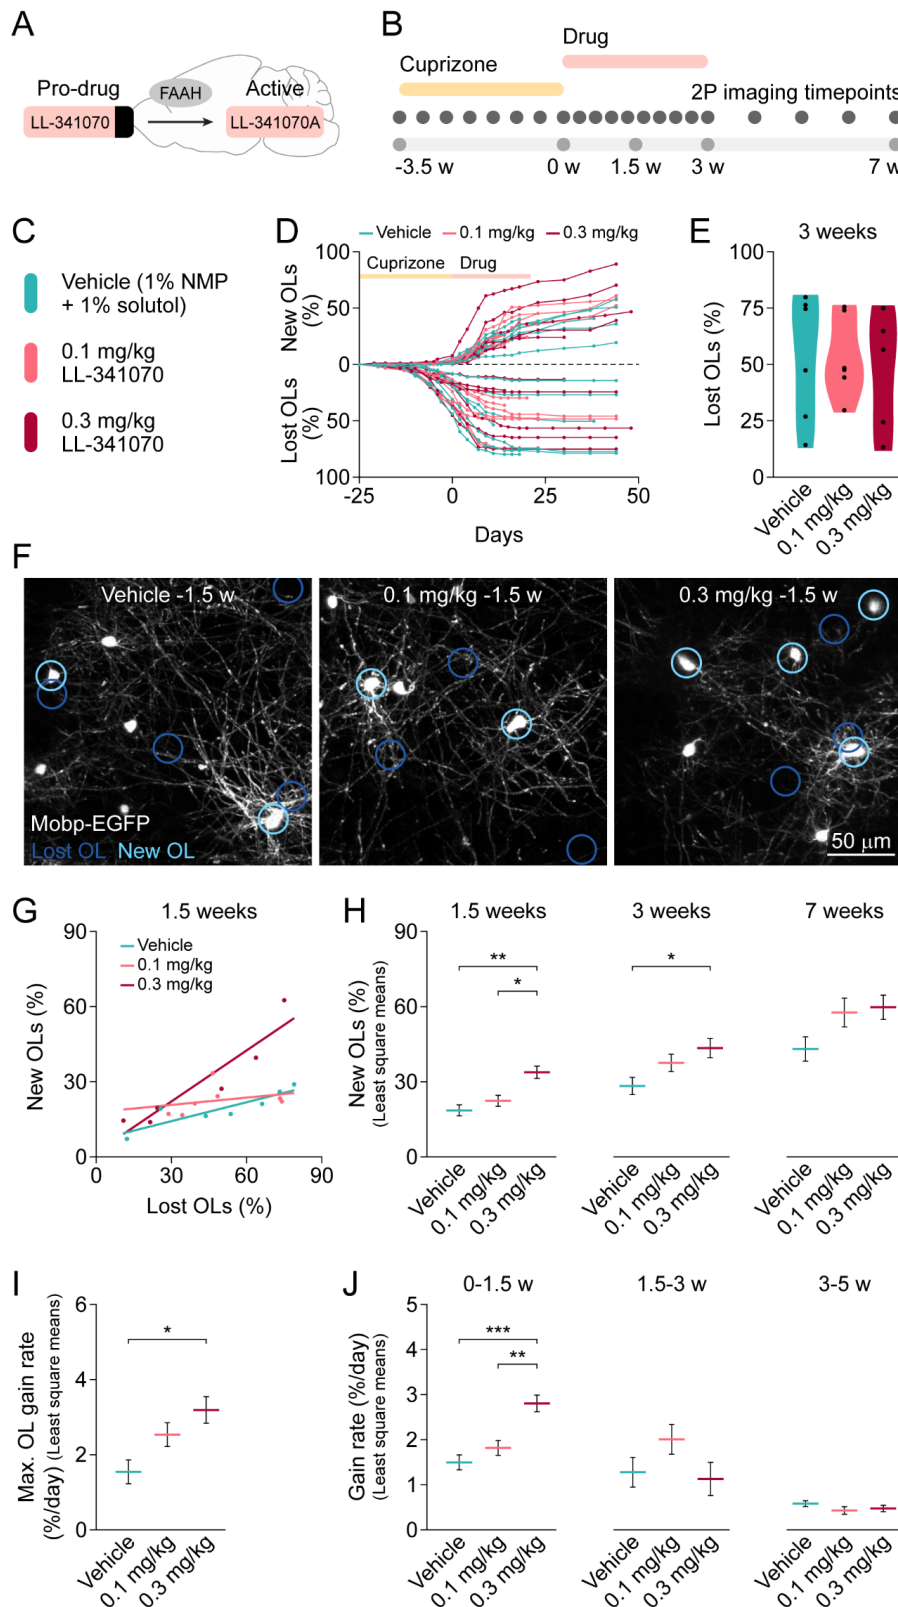 A
Pro-drug
FAAH
Active
LL-341070
LL-341070A
B
Drug
Cuprizone
2P imaging timepoints
-3.5 w
0 w
1.5 w
3 w
7 w
C
Vehicle (1% NMP
+ 1% solutol)
0.1 mg/kg
LL-341070
0.3 mg/kg
LL-341070
D
Vehicle
0.1 mg/kg
0.3 mg/kg
Cuprizone
Drug
New OLs
(%)
Lost OLs
(%)
100
50
0
50
100
-25
0
25
50
Days
E
3 weeks
Lost OLs (%)
100
75
50
25
0
Vehicle
0.1 mg/kg
0.3 mg/kg
F
Vehicle -1.5 w
0.1 mg/kg -1.5 w
0.3 mg/kg -1.5 w
Mobp-EGFP
Lost OL New OL
50 µm
G
1.5 weeks
Vehicle
0.1 mg/kg
0.3 mg/kg
New OLs (%)
90
60
30
0
0
30
60
90
Lost OLs (%)
H
1.5 weeks
3 weeks
7 weeks
New OLs (%)
(Least square means)
90
60
30
0
**
*
*
Vehicle
0.1 mg/kg
0.3 mg/kg
Vehicle
0.1 mg/kg
0.3 mg/kg
Vehicle
0.1 mg/kg
0.3 mg/kg
I
Max. OL gain rate
(%/day) (Least square means)
6
4
2
0
*
Vehicle
0.1 mg/kg
0.3 mg/kg
J
0-1.5 w
1.5-3 w
3-5 w
Gain rate (%/day)
(Least square means)
5
4
3
2
1
0
***
**
Vehicle
0.1 mg/kg
0.3 mg/kg
Vehicle
0.1 mg/kg
0.3 mg/kg
Vehicle
0.1 mg/kg
0.3 mg/kg